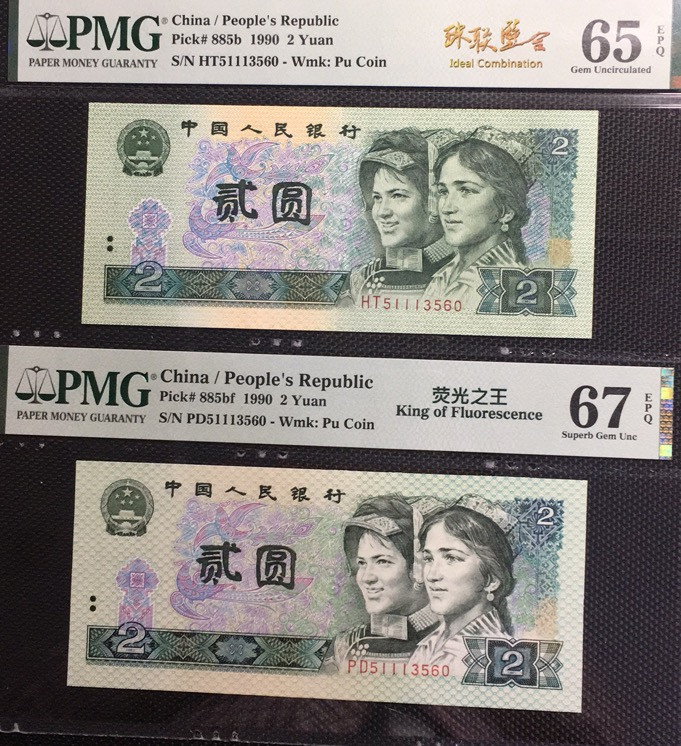 PMG®
PAPER MONEY GUARANTY
China / People's Republic
Pick# 885b 1990 2 Yuan
S/N HT51113560 - Wmk: Pu Coin
珠联璧合
Ideal Combination
65 EPQ
Gem Uncirculated
中国人民银行
2
贰圆
2
HT51113560
2
PMG®
PAPER MONEY GUARANTY
China / People's Republic
Pick# 885bf 1990 2 Yuan
S/N PD51113560 - Wmk: Pu Coin
荧光之王
King of Fluorescence
67 EPQ
Superb Gem Unc
中国人民银行
2
贰圆
2
PD51113560
2